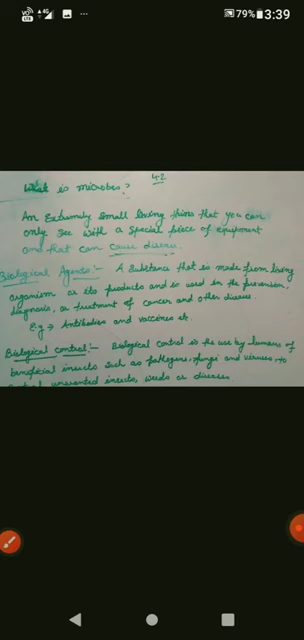 3:39
79%
42
What is microbes?
An Extremely small living things that you can
only see with a special piece of equipment
and that can cause disease.
Biological Agents:- A substance that is made from living
organism or its products and is used in the prevension,
diagnosis, or treatment of cancer and other disease.
E.g → Antibodies and vaccines etc.
Biological control:- Biological control is the use by humans of
beneficial insects such as pathogens, fungi and viruses, to
unwanted insects, weeds or diseases.